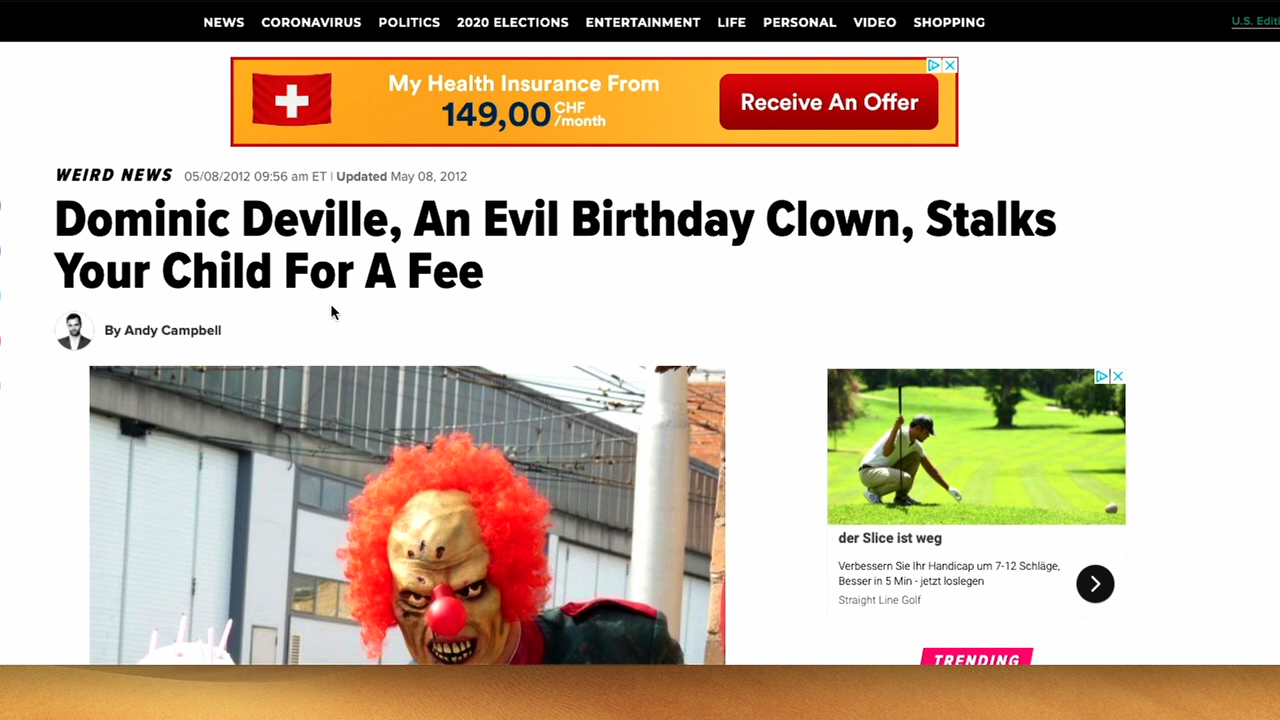 NEWS CORONAVIRUS POLITICS 2020 ELECTIONS ENTERTAINMENT LIFE PERSONAL VIDEO SHOPPING
My Health Insurance From
149,00 CHF /month
Receive An Offer
WEIRD NEWS 05/08/2012 09:56 am ET | Updated May 08, 2012
Dominic Deville, An Evil Birthday Clown, Stalks
Your Child For A Fee
By Andy Campbell
der Slice ist weg
Verbessern Sie Ihr Handicap um 7-12 Schläge,
Besser in 5 Min - jetzt loslegen
Straight Line Golf
TRENDING